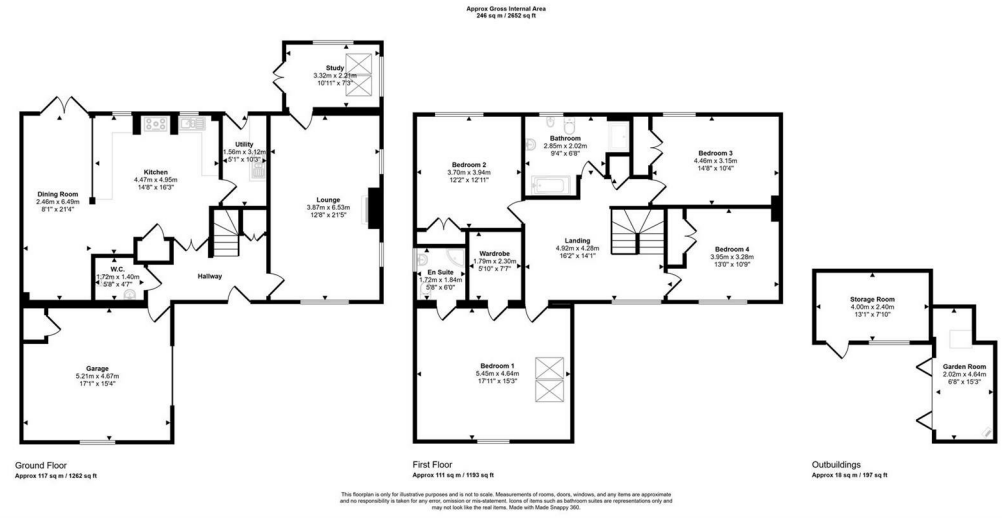 Approx Gross Internal Area
246 sq m / 2652 sq ft
Study
3.32m x 2.21m
10'11" x 7'3"
Utility
1.56m x 3.12m
5'1" x 10'3"
Kitchen
4.47m x 4.95m
14'8" x 16'3"
Dining Room
2.46m x 6.49m
8'1" x 21'4"
Lounge
3.87m x 6.53m
12'8" x 21'5"
W.C.
1.72m x 1.40m
5'8" x 4'7"
Hallway
Garage
5.21m x 4.67m
17'1" x 15'4"
Ground Floor
Approx 117 sq m / 1262 sq ft
Bathroom
2.85m x 2.02m
9'4" x 6'8"
Bedroom 2
3.70m x 3.94m
12'2" x 12'11"
Bedroom 3
4.46m x 3.15m
14'8" x 10'4"
Landing
4.92m x 4.28m
16'2" x 14'1"
Wardrobe
1.79m x 2.30m
5'10" x 7'7"
En Suite
1.72m x 1.84m
5'8" x 6'0"
Bedroom 4
3.95m x 3.28m
13'0" x 10'9"
Bedroom 1
5.45m x 4.64m
17'11" x 15'3"
First Floor
Approx 111 sq m / 1193 sq ft
Storage Room
4.00m x 2.40m
13'1" x 7'10"
Garden Room
2.02m x 4.64m
6'8" x 15'3"
Outbuildings
Approx 18 sq m / 197 sq ft
This floorplan is only for illustrative purposes and is not to scale. Measurements of rooms, doors, windows, and any items are approximate
and no responsibility is taken for any error, omission or mis-statement. Icons of items such as bathroom suites are representations only and
may not look like the real items. Made with Made Snappy 360.